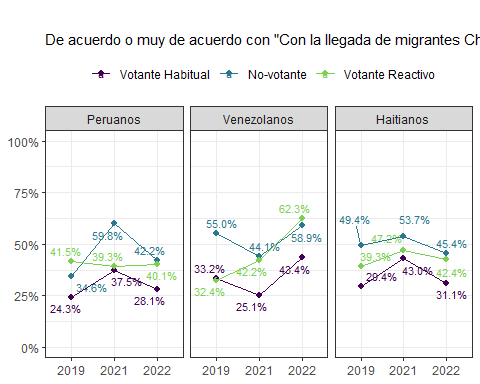 De acuerdo o muy de acuerdo con "Con la llegada de migrantes Ch
Votante Habitual No-votante Votante Reactivo
Peruanos Venezolanos Haitianos
100%
75%
50%
25%
0%
41.5% 39.3% 40.1%
34.6% 59.8% 42.2%
24.3% 37.5% 28.1%
55.0% 44.1% 58.9%
33.2% 25.1% 43.4%
32.4% 42.2% 62.3%
49.4% 53.7% 45.4%
39.3% 47.2% 42.4%
29.4% 43.0% 31.1%
2019 2021 2022 2019 2021 2022 2019 2021 2022